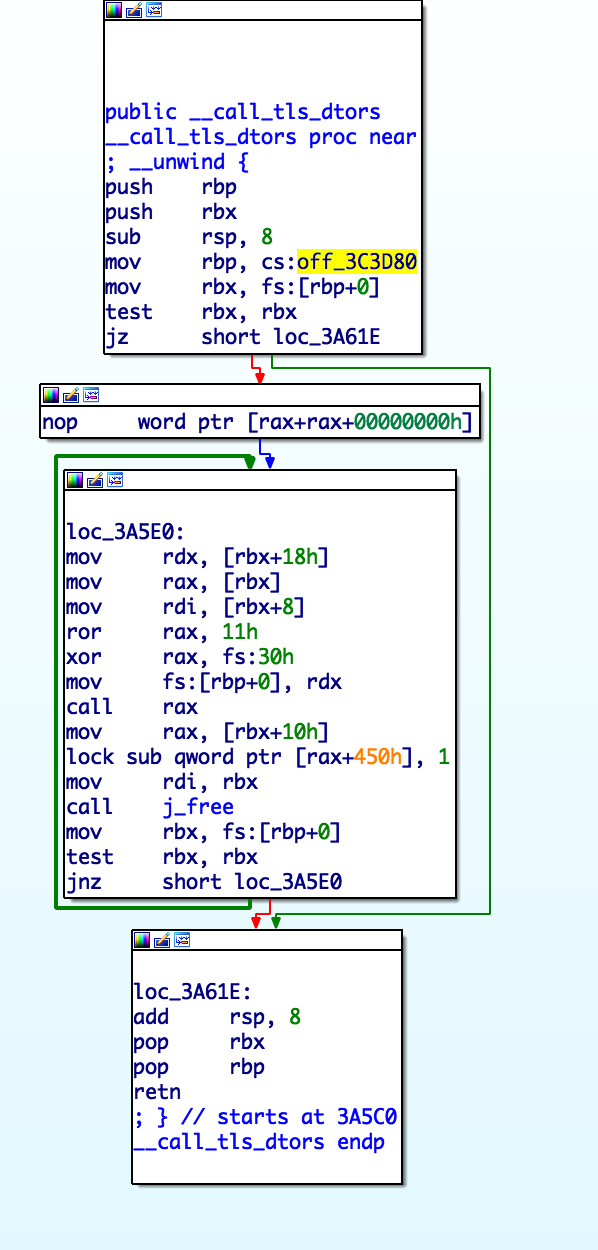 public __call_tls_dtors
__call_tls_dtors proc near
; __unwind {
push rbp
push rbx
sub rsp, 8
mov rbp, cs:off_3C3D80
mov rbx, fs:[rbp+0]
test rbx, rbx
jz short loc_3A61E
nop word ptr [rax+rax+00000000h]
loc_3A5E0:
mov rdx, [rbx+18h]
mov rax, [rbx]
mov rdi, [rbx+8]
ror rax, 11h
xor rax, fs:30h
mov fs:[rbp+0], rdx
call rax
mov rax, [rbx+10h]
lock sub qword ptr [rax+450h], 1
mov rdi, rbx
call j_free
mov rbx, fs:[rbp+0]
test rbx, rbx
jnz short loc_3A5E0
loc_3A61E:
add rsp, 8
pop rbx
pop rbp
retn
; } // starts at 3A5C0
__call_tls_dtors endp